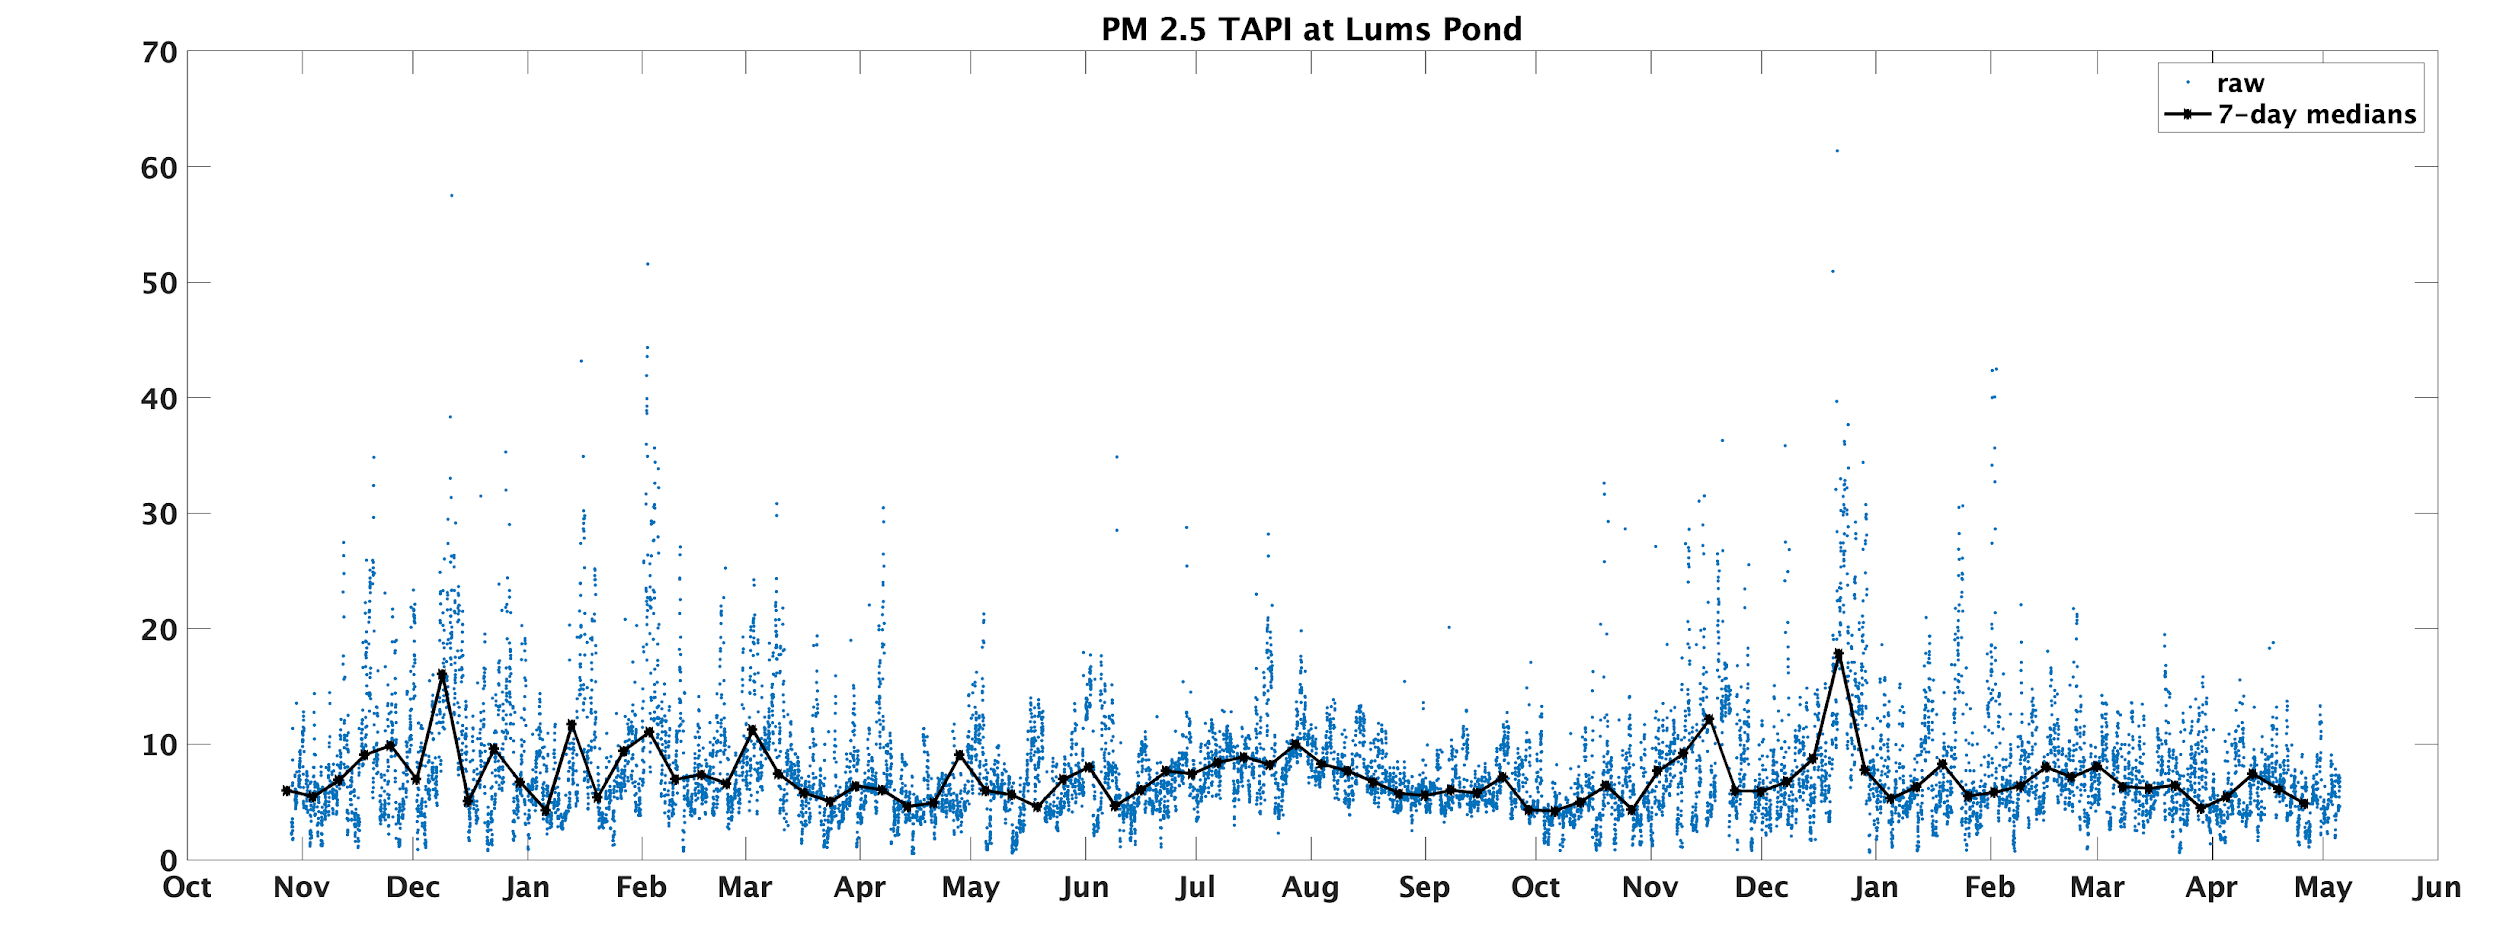 PM 2.5 TAPI at Lums Pond
70
raw
7-day medians
60
50
40
30
20
10
0
Oct Nov Dec Jan Feb Mar Apr May Jun Jul Aug Sep Oct Nov Dec Jan Feb Mar Apr May Jun